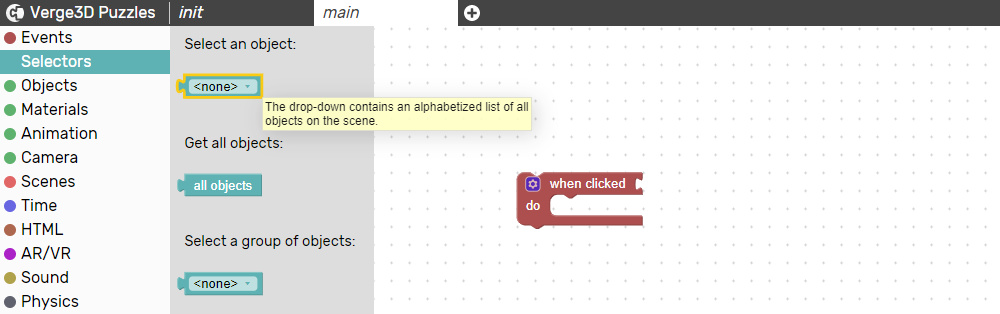 Verge3D Puzzles
init
main
Events
Selectors
Objects
Materials
Animation
Camera
Scenes
Time
HTML
AR/VR
Sound
Physics
Select an object:
<none>
The drop-down contains an alphabetized list of all
objects on the scene.
Get all objects:
all objects
Select a group of objects:
<none>
when clicked
do